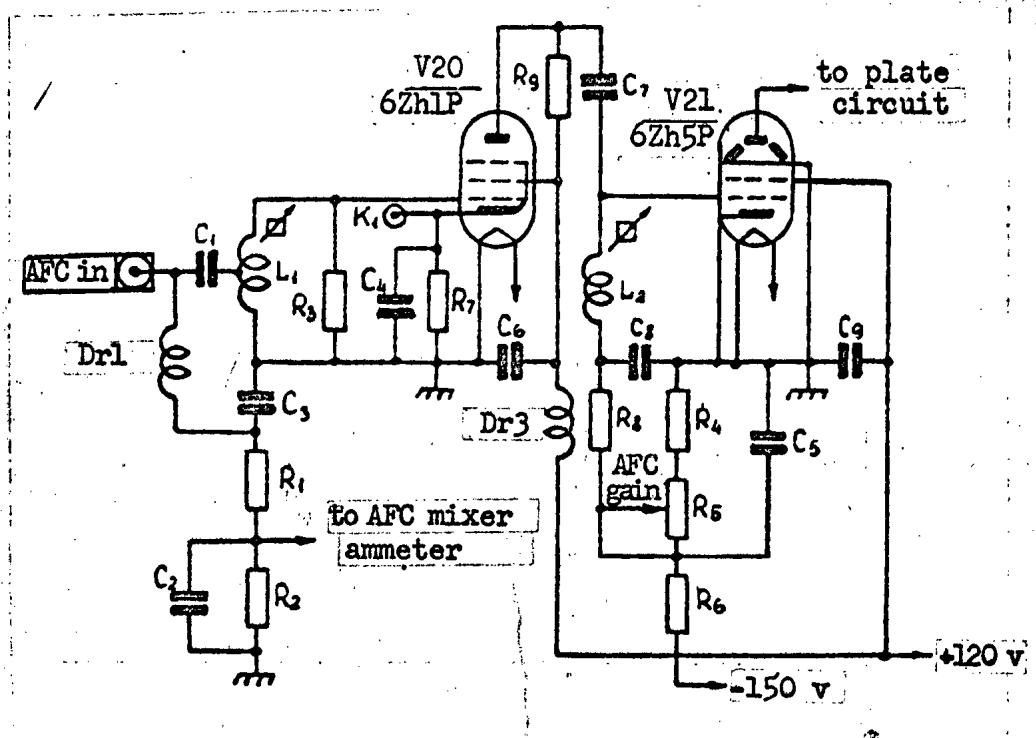 V20
6Zh1P
R9
C7
V21
6Zh5P
to plate
circuit
K1
AFC in
C1
L1
R3
C4
R7
C6
L2
C8
C9
Dr1
C3
Dr3
R8
R4
C5
AFC
gain
R5
R1
to AFC mixer
ammeter
C2
R2
R6
+120 v
-150 v